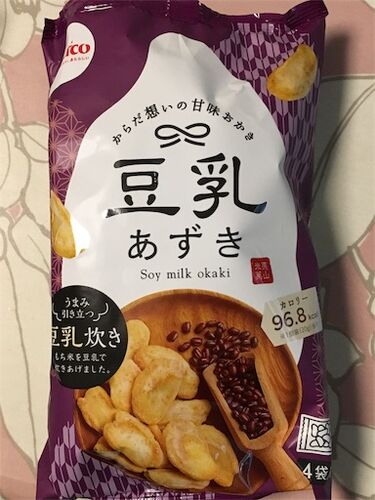 ico
からだ想いの甘味おかき
豆乳
あずき
Soy milk okaki
うまみ
引き立つ
豆乳炊き
もち米を豆乳で
炊きあげました。
カロリー
96.8kcal
4袋